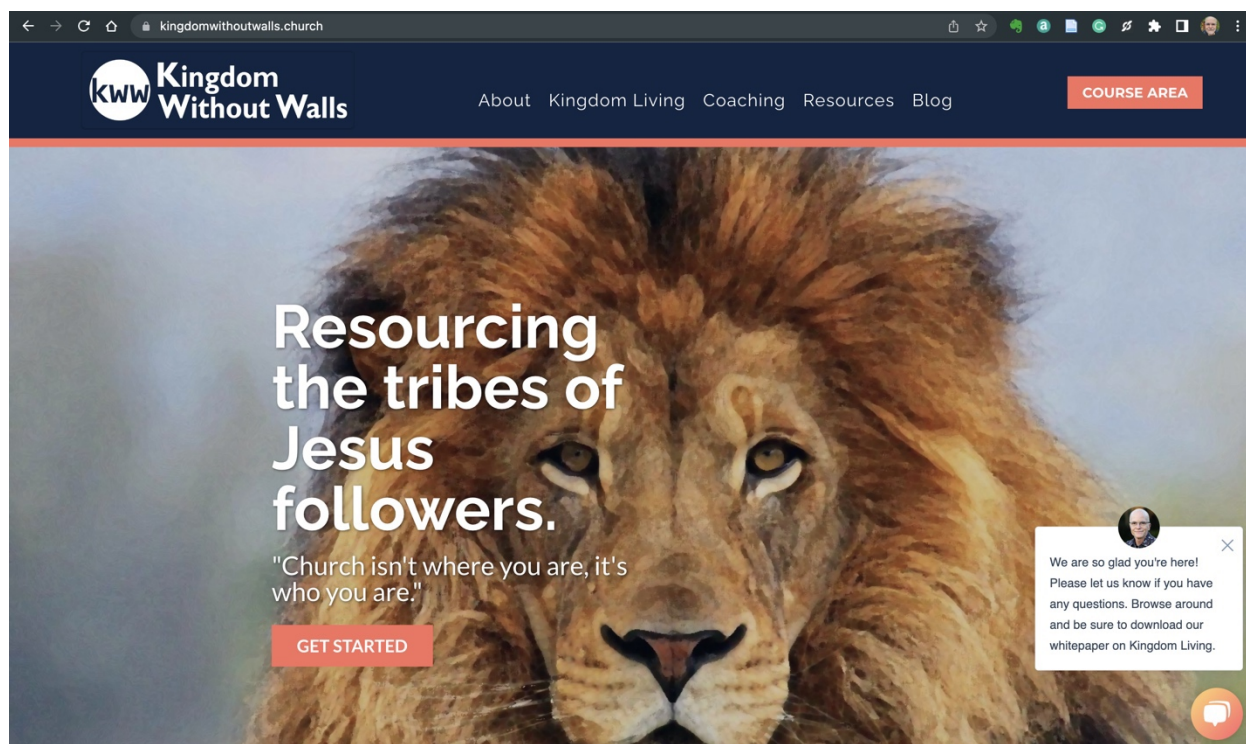 kingdomwithoutwalls.church
kww
Kingdom
Without Walls
About Kingdom Living Coaching Resources Blog
COURSE AREA
Resourcing
the tribes of
Jesus
followers.
"Church isn't where you are, it's
who you are."
GET STARTED
We are so glad you're here!
Please let us know if you have
any questions. Browse around
and be sure to download our
whitepaper on Kingdom Living.